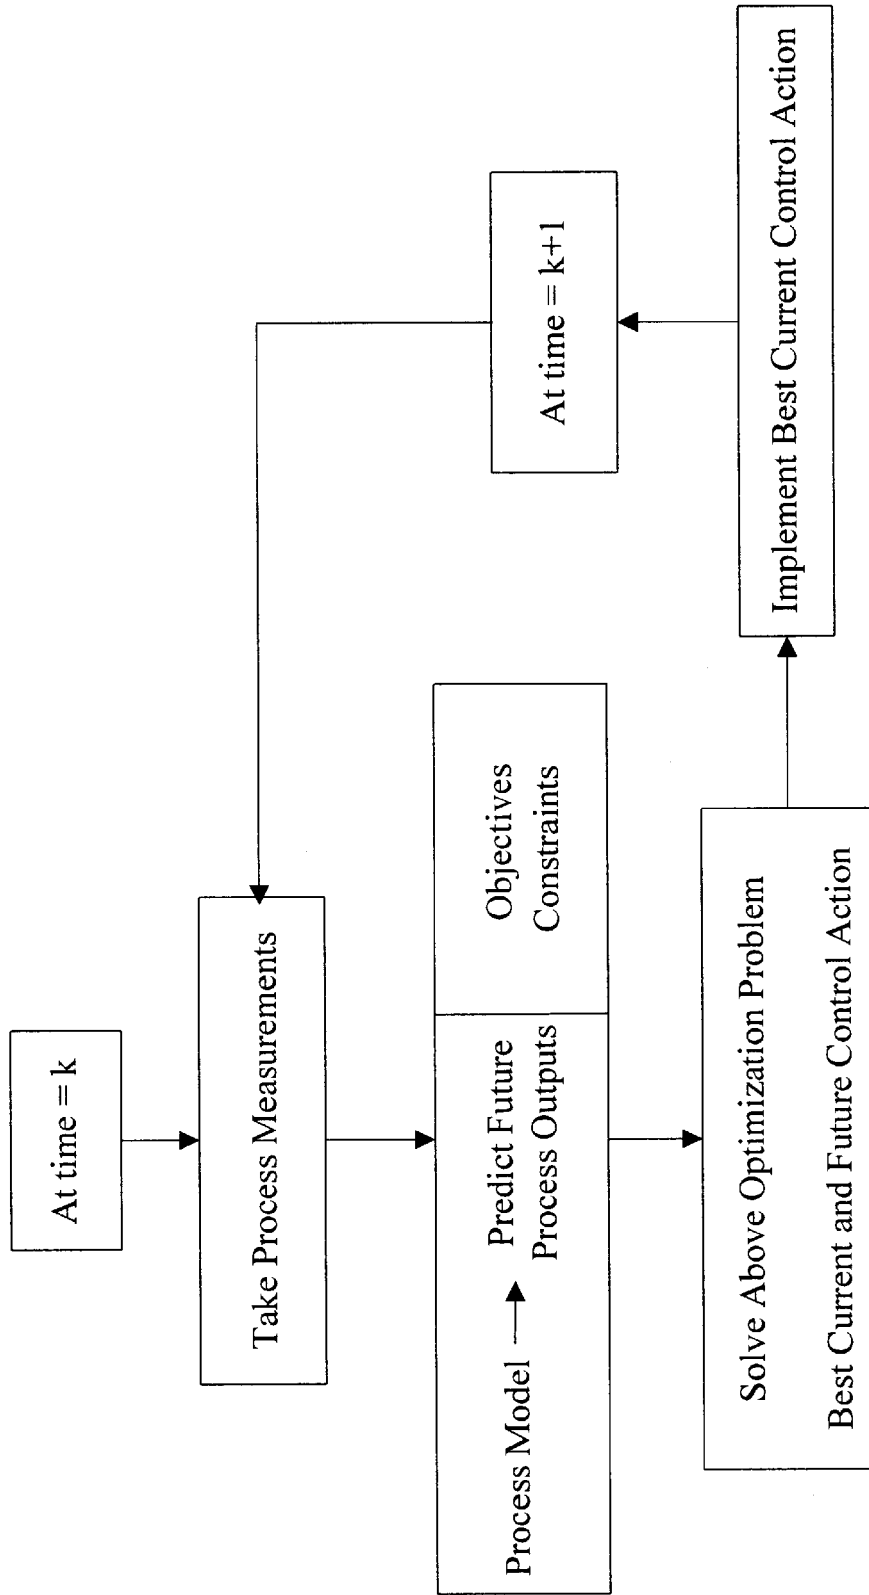 At time = k
Take Process Measurements
Process Model
Predict Future
Process Outputs
Objectives
Constraints
Solve Above Optimization Problem
Best Current and Future Control Action
Implement Best Current Control Action
At time = k+1